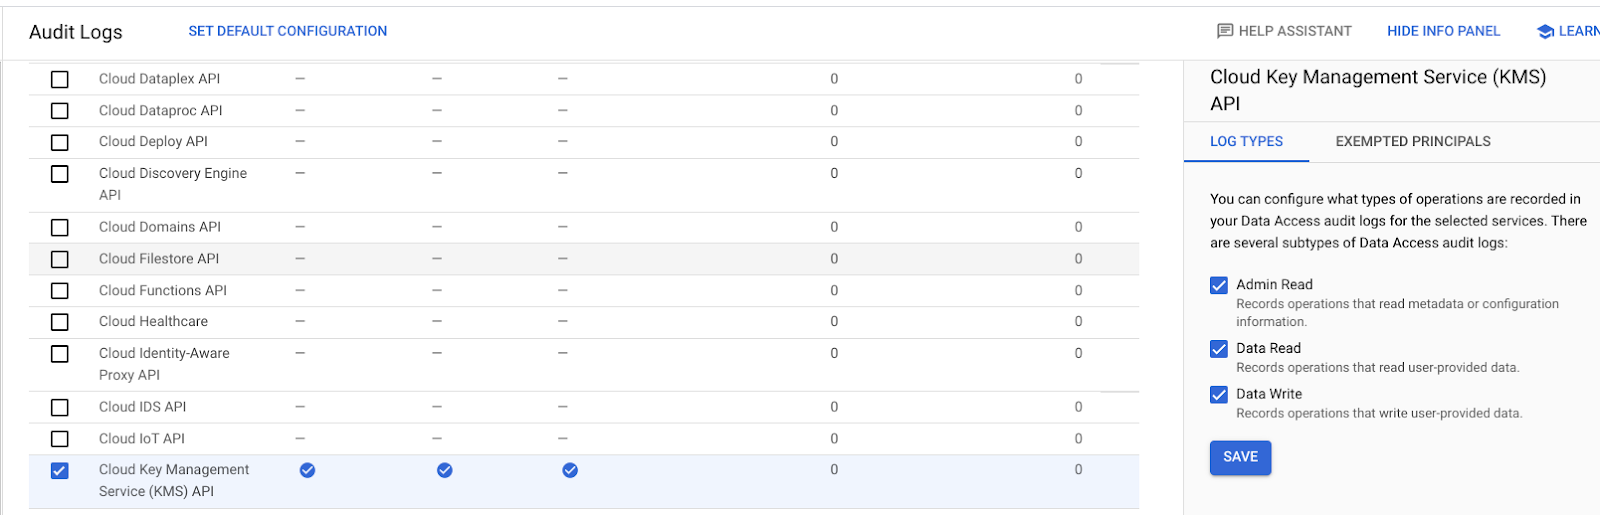 Audit Logs
SET DEFAULT CONFIGURATION
HELP ASSISTANT
HIDE INFO PANEL
LEARN
Cloud Dataplex API — — — 0 0
Cloud Dataproc API — — — 0 0
Cloud Deploy API — — — 0 0
Cloud Discovery Engine — — — 0 0
API
Cloud Domains API — — — 0 0
Cloud Filestore API — — — 0 0
Cloud Functions API — — — 0 0
Cloud Healthcare — — — 0 0
Cloud Identity-Aware — — — 0 0
Proxy API
Cloud IDS API — — — 0 0
Cloud IoT API — — — 0 0
Cloud Key Management 0 0
Service (KMS) API
Cloud Key Management Service (KMS)
API
LOG TYPES
EXEMPTED PRINCIPALS
You can configure what types of operations are recorded in
your Data Access audit logs for the selected services. There
are several subtypes of Data Access audit logs:
Admin Read
Records operations that read metadata or configuration
information.
Data Read
Records operations that read user-provided data.
Data Write
Records operations that write user-provided data.
SAVE